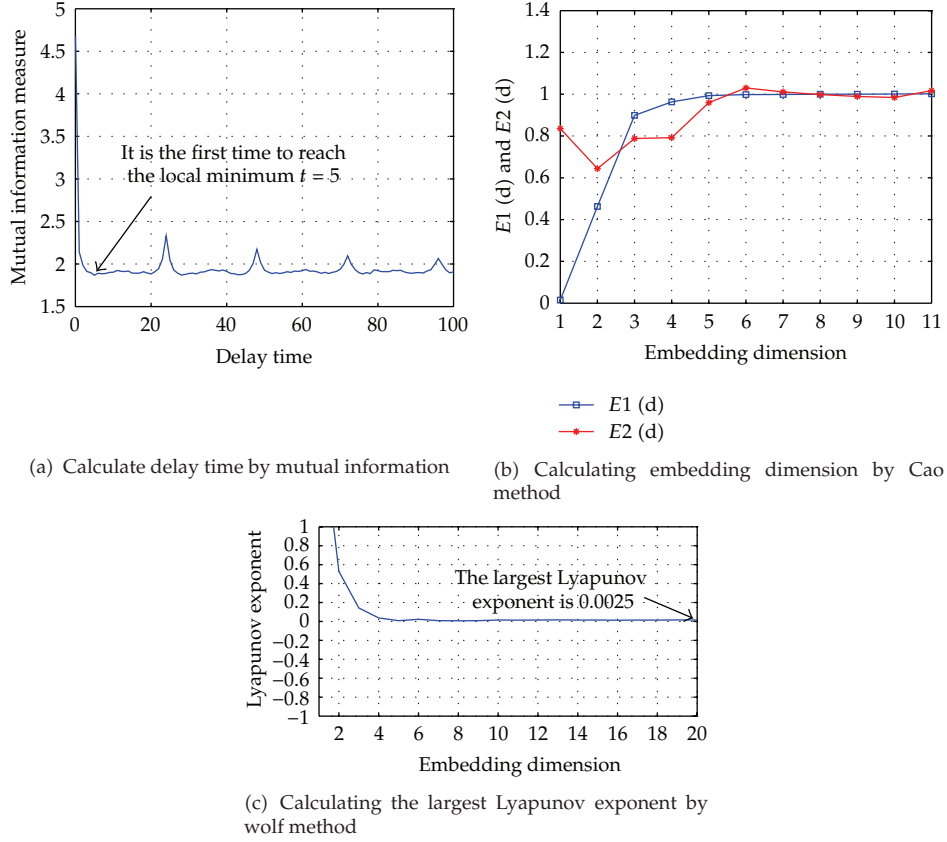 Mutual information measure
4.5
4
3.5
3
2.5
2
1.5
It is the first time to reach
the local minimum t = 5
0 20 40 60 80 100
Delay time
(a) Calculate delay time by mutual information
E1 (d) and E2 (d)
1.4
1.2
1
0.8
0.6
0.4
0.2
0
1 2 3 4 5 6 7 8 9 10 11
Embedding dimension
E1 (d)
E2 (d)
(b) Calculating embedding dimension by Cao
method
Lyapunov exponent
1
0.8
0.6
0.4
0.2
0
−0.2
−0.4
−0.6
−0.8
−1
The largest Lyapunov
exponent is 0.0025
2 4 6 8 10 12 14 16 18 20
Embedding dimension
(c) Calculating the largest Lyapunov exponent by
wolf method